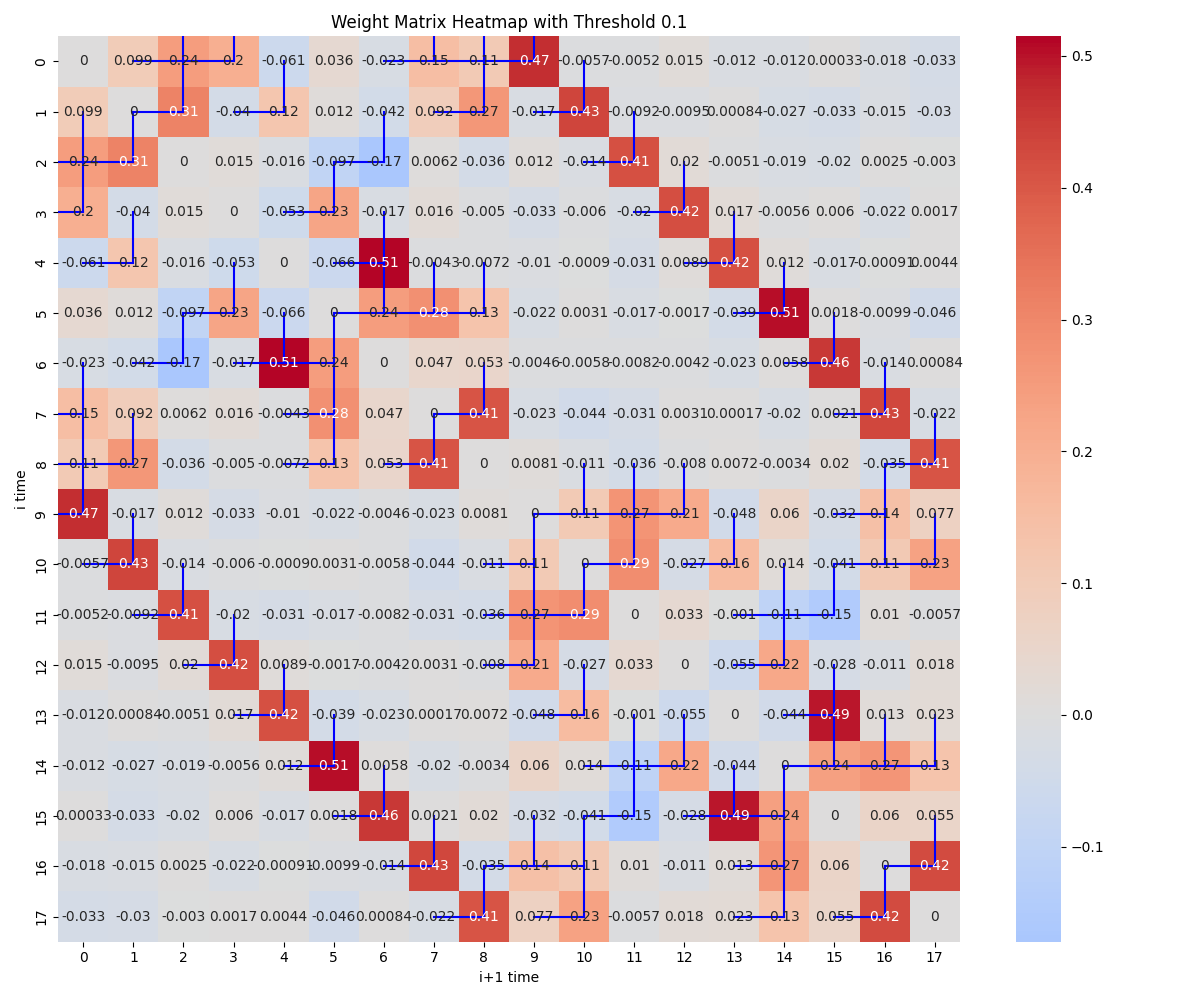 Weight Matrix Heatmap with Threshold 0.1
0 0 0.099 0.24 0.2 -0.061 0.036 -0.023 0.15 0.11 0.47 -0.0057 -0.0052 0.015 -0.012 -0.012 0.00033 -0.018 -0.033
1 0.099 0 0.31 -0.04 0.12 0.012 -0.042 0.092 0.27 -0.017 0.43 -0.0092 -0.0095 0.00084 -0.027 -0.033 -0.015 -0.03
2 0.24 0.31 0 0.015 -0.016 -0.097 -0.17 0.0062 -0.036 0.012 -0.014 0.41 0.02 -0.0051 -0.019 -0.02 0.0025 -0.003
3 0.2 -0.04 0.015 0 -0.053 0.23 -0.017 0.016 -0.005 -0.033 -0.006 -0.02 0.42 0.017 -0.0056 0.006 -0.022 0.0017
4 -0.061 0.12 -0.016 -0.053 0 -0.066 0.51 -0.0043 -0.0072 -0.01 -0.0009 -0.031 0.0089 0.42 0.012 -0.017 -0.00091 0.0044
5 0.036 0.012 -0.097 0.23 -0.066 0 0.24 0.28 0.13 -0.022 0.0031 -0.017 -0.0017 -0.039 0.51 0.0018 -0.0099 -0.046
6 -0.023 -0.042 -0.17 -0.017 0.51 0.24 0 0.047 0.053 -0.0046 -0.0058 -0.0082 -0.0042 -0.023 0.0058 0.46 -0.014 0.00084
7 0.15 0.092 0.0062 0.016 -0.0043 0.28 0.047 0 0.41 -0.023 -0.044 -0.031 0.0031 0.00017 -0.02 0.0021 0.43 -0.022
8 0.11 0.27 -0.036 -0.005 -0.0072 0.13 0.053 0.41 0 0.0081 -0.011 -0.036 -0.008 0.0072 -0.0034 0.02 -0.035 0.41
9 0.47 -0.017 0.012 -0.033 -0.01 -0.022 -0.0046 -0.023 0.0081 0 0.11 0.27 0.21 -0.048 0.06 -0.032 0.14 0.077
10 -0.0057 0.43 -0.014 -0.006 -0.0009 0.0031 -0.0058 -0.044 -0.011 0.11 0 0.29 -0.027 0.16 0.014 -0.041 0.11 0.23
11 -0.0052 -0.0092 0.41 -0.02 -0.031 -0.017 -0.0082 -0.031 -0.036 0.27 0.29 0 0.033 -0.001 -0.11 -0.15 0.01 -0.0057
12 0.015 -0.0095 0.02 0.42 0.0089 -0.0017 -0.0042 0.0031 -0.008 0.21 -0.027 0.033 0 -0.055 0.22 -0.028 -0.011 0.018
13 -0.012 0.00084 -0.0051 0.017 0.42 -0.039 -0.023 0.00017 0.0072 -0.048 0.16 -0.001 -0.055 0 -0.044 0.49 0.013 0.023
14 -0.012 -0.027 -0.019 -0.0056 0.012 0.51 0.0058 -0.02 -0.0034 0.06 0.014 -0.11 0.22 -0.044 0 0.24 0.27 0.13
15 0.00033 -0.033 -0.02 0.006 -0.017 0.0018 0.46 0.0021 0.02 -0.032 -0.041 -0.15 -0.028 0.49 0.24 0 0.06 0.055
16 -0.018 -0.015 0.0025 -0.022 -0.00091 -0.0099 -0.014 0.43 -0.035 0.14 0.11 0.01 -0.011 0.013 0.27 0.06 0 0.42
17 -0.033 -0.03 -0.003 0.0017 0.0044 -0.046 0.00084 -0.022 0.41 0.077 0.23 -0.0057 0.018 0.023 0.13 0.055 0.42 0
0 1 2 3 4 5 6 7 8 9 10 11 12 13 14 15 16 17
i+1 time
i time
0.5
0.4
0.3
0.2
0.1
0.0
−0.1